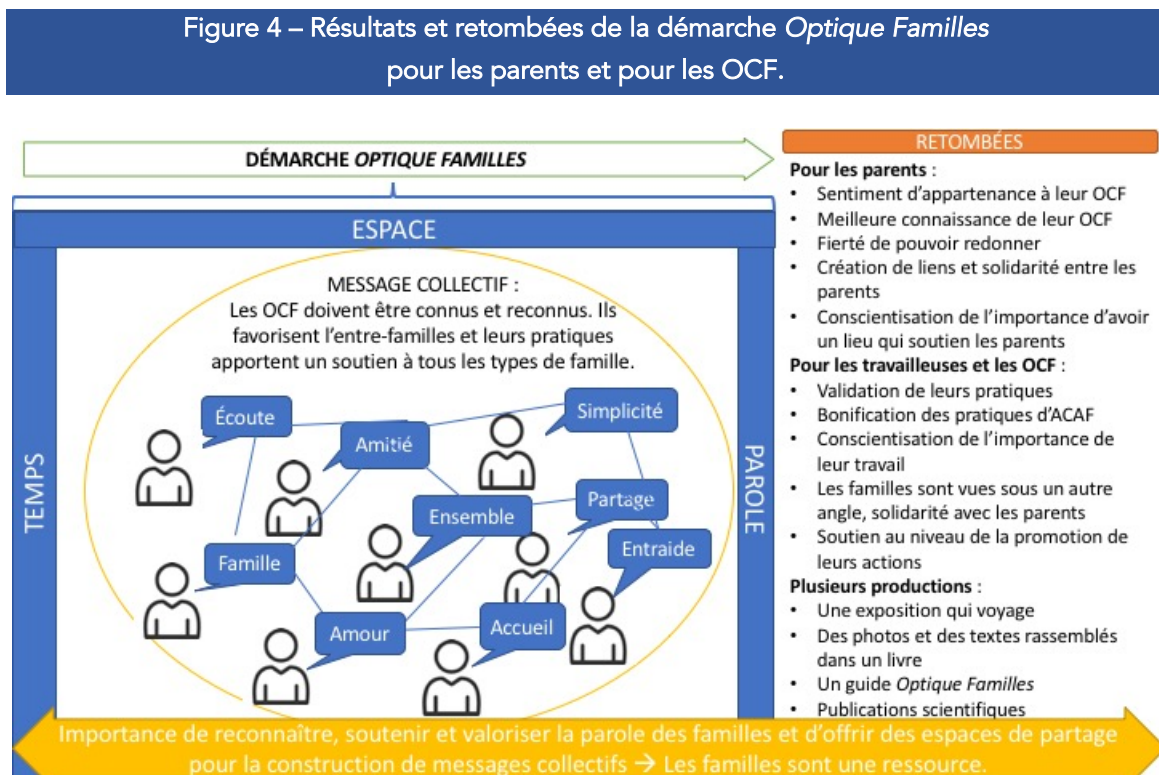 Figure 4 – Résultats et retombées de la démarche Optique Familles
pour les parents et pour les OCF.
DÉMARCHE OPTIQUE FAMILLES
ESPACE
TEMPS
PAROLE
MESSAGE COLLECTIF :
Les OCF doivent être connus et reconnus. Ils
favorisent l'entre-familles et leurs pratiques
apportent un soutien à tous les types de famille.
Écoute
Amitié
Simplicité
Ensemble
Partage
Famille
Entraide
Amour
Accueil
RETOMBÉES
Pour les parents :
• Sentiment d'appartenance à leur OCF
• Meilleure connaissance de leur OCF
• Fierté de pouvoir redonner
• Création de liens et solidarité entre les
parents
• Conscientisation de l'importance d'avoir
un lieu qui soutien les parents
Pour les travailleuses et les OCF :
• Validation de leurs pratiques
• Bonification des pratiques d'ACAF
• Conscientisation de l'importance de
leur travail
• Les familles sont vues sous un autre
angle, solidarité avec les parents
• Soutien au niveau de la promotion de
leurs actions
Plusieurs productions :
• Une exposition qui voyage
• Des photos et des textes rassemblés
dans un livre
• Un guide Optique Familles
• Publications scientifiques
Importance de reconnaître, soutenir et valoriser la parole des familles et d'offrir des espaces de partage
pour la construction de messages collectifs → Les familles sont une ressource.